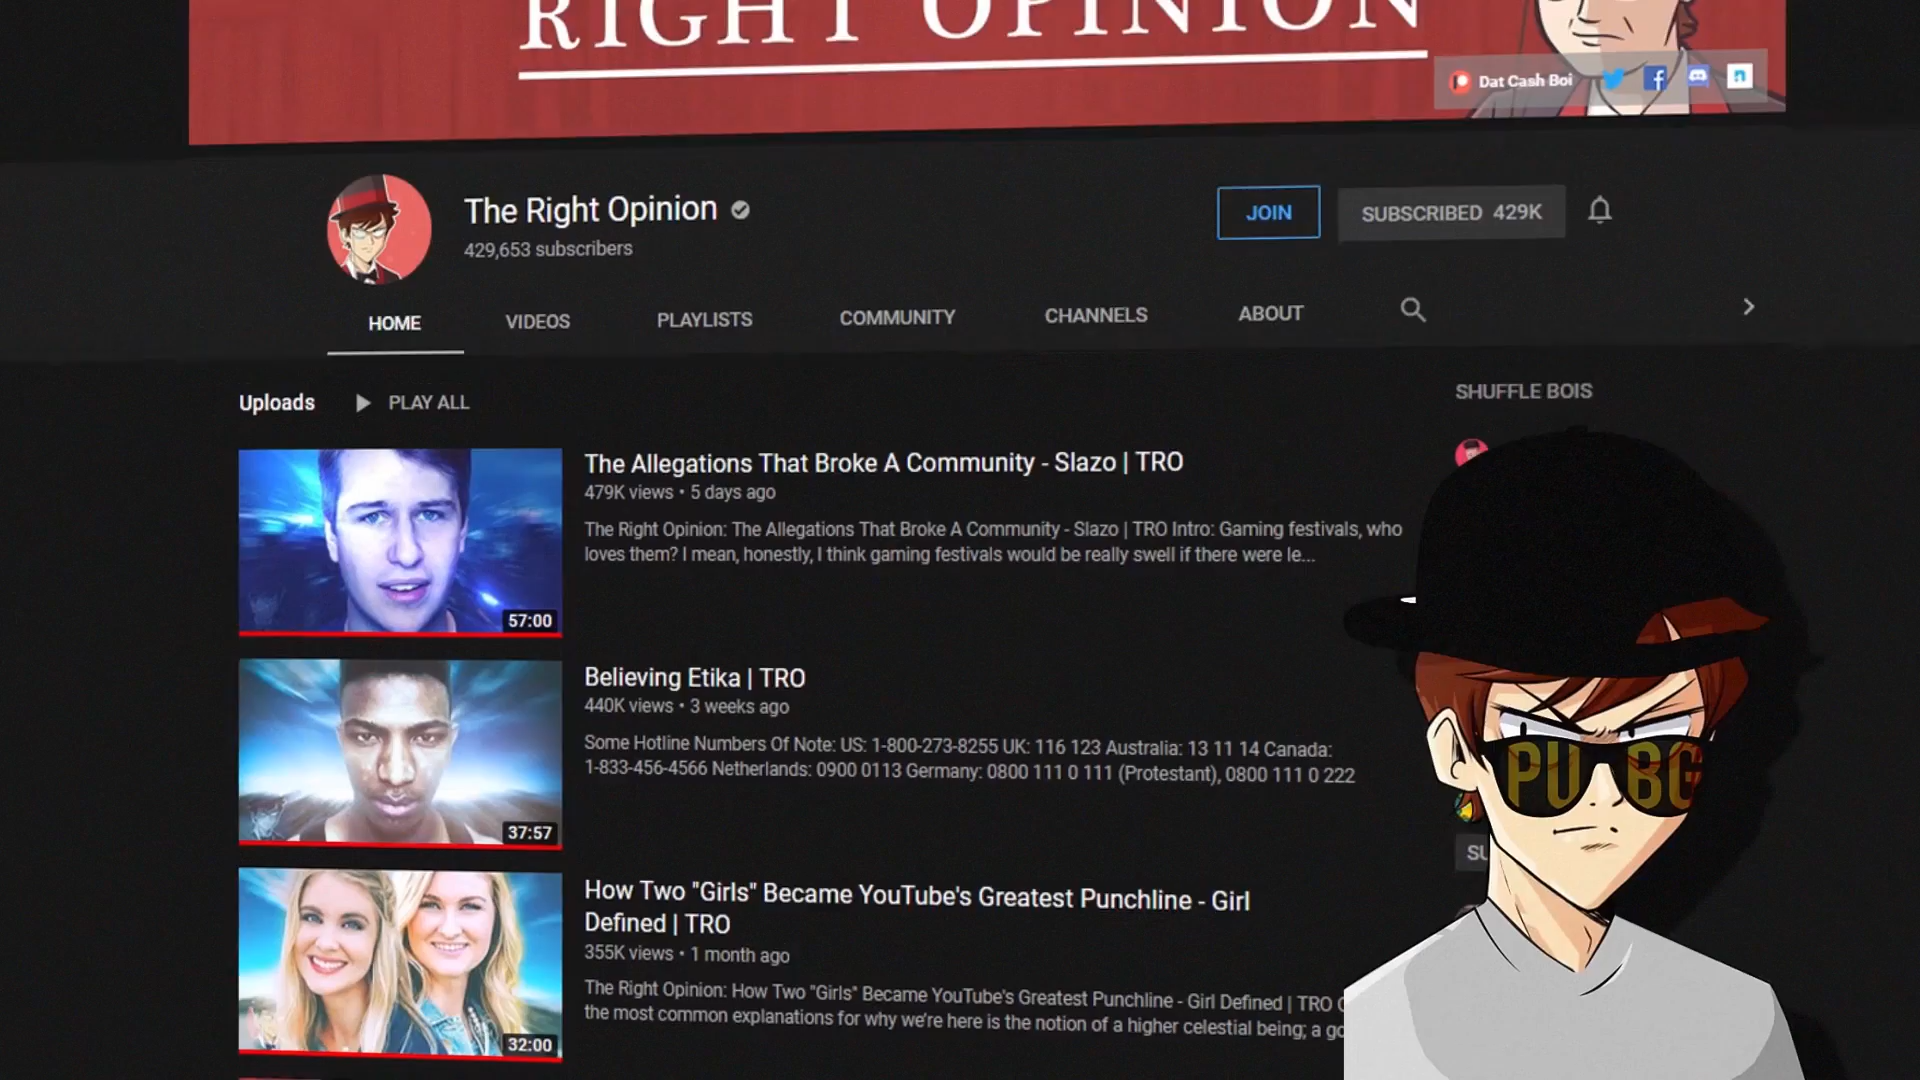 RIGHT OPINION
Dat Cash Boi
The Right Opinion
429,653 subscribers
JOIN
SUBSCRIBED 429K
HOME
VIDEOS
PLAYLISTS
COMMUNITY
CHANNELS
ABOUT
Uploads
PLAY ALL
SHUFFLE BOIS
57:00
The Allegations That Broke A Community - Slazo | TRO
479K views • 5 days ago
The Right Opinion: The Allegations That Broke A Community - Slazo | TRO Intro: Gaming festivals, who
loves them? I mean, honestly, I think gaming festivals would be really swell if there were le...
37:57
Believing Etika | TRO
440K views • 3 weeks ago
Some Hotline Numbers Of Note: US: 1-800-273-8255 UK: 116 123 Australia: 13 11 14 Canada:
1-833-456-4566 Netherlands: 0900 0113 Germany: 0800 111 0 111 (Protestant), 0800 111 0 222
PUBG
SU
32:00
How Two "Girls" Became YouTube's Greatest Punchline - Girl
Defined | TRO
355K views • 1 month ago
The Right Opinion: How Two "Girls" Became YouTube's Greatest Punchline - Girl Defined | TRO
the most common explanations for why we're here is the notion of a higher celestial being; a go